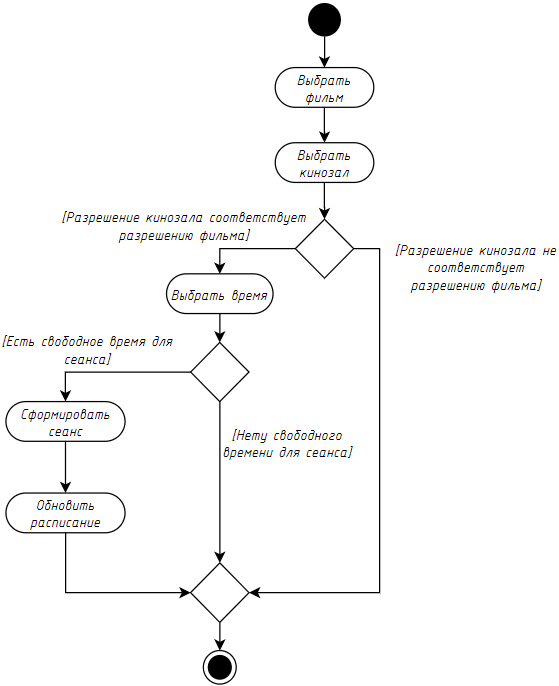 Выбрать
фильм
Выбрать
кинозал
[Разрешение кинозала соответствует
разрешению фильма]
[Разрешение кинозала не
соответствует
разрешению фильма]
Выбрать время
[Есть свободное время для
сеанса]
Сформировать
сеанс
[Нету свободного
времени для сеанса]
Обновить
расписание